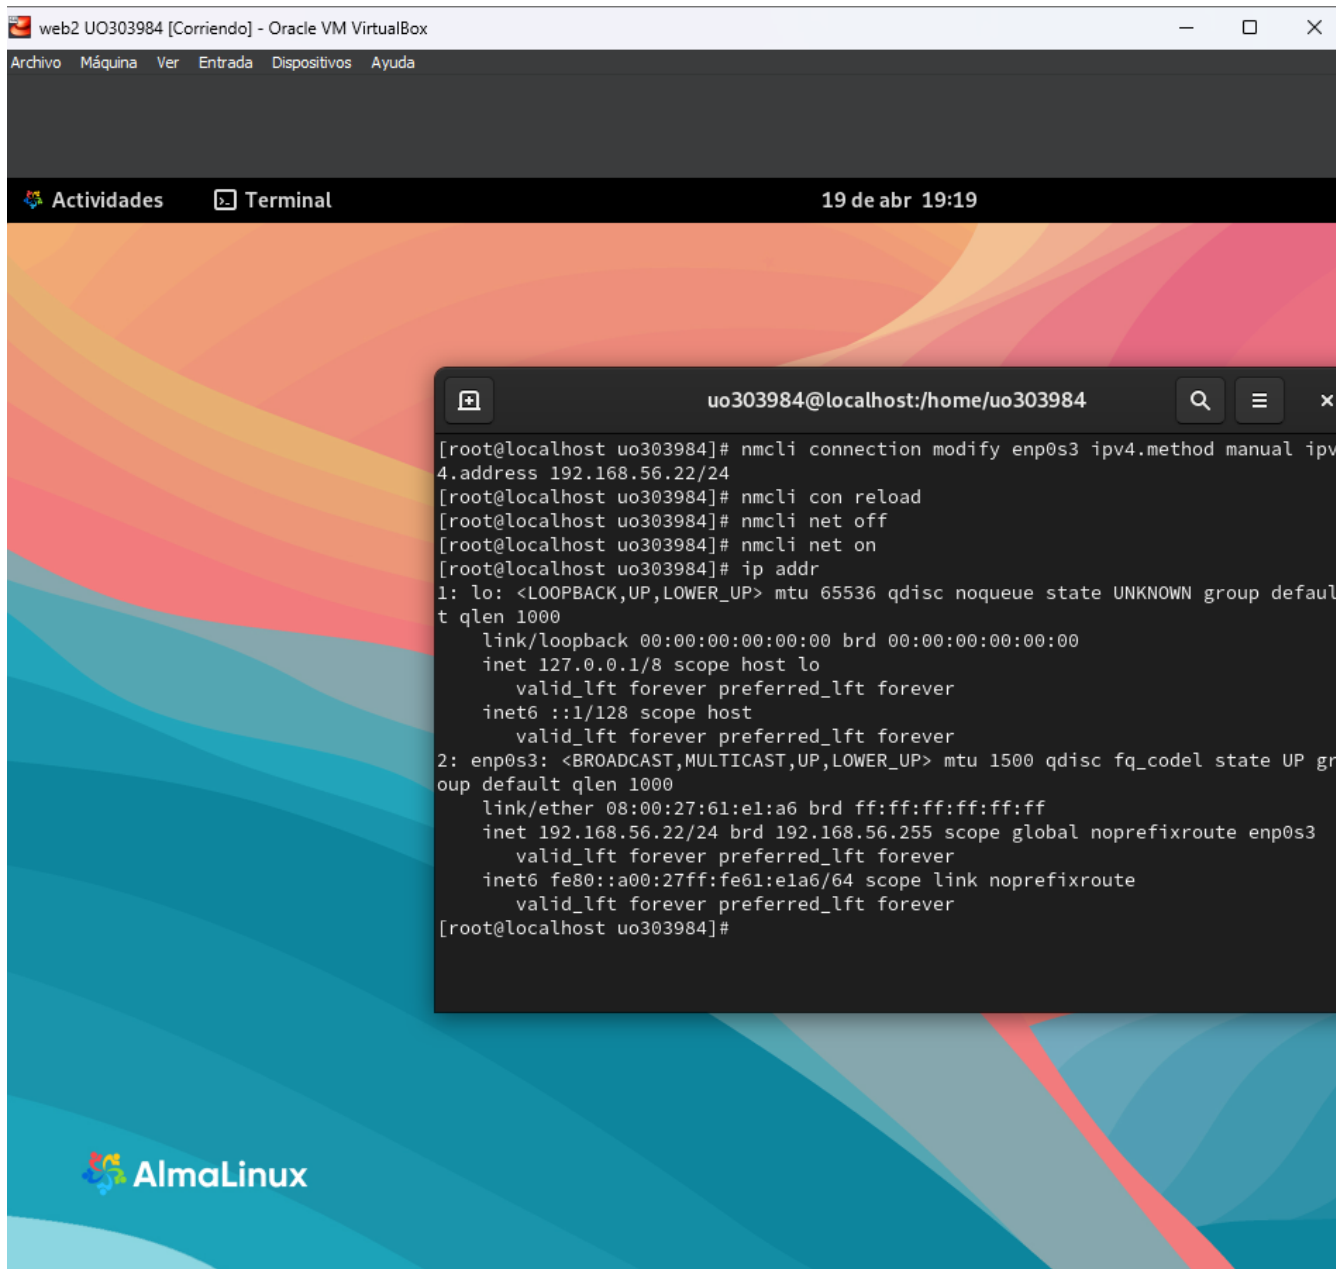 web2 UO303984 [Corriendo] - Oracle VM VirtualBox
Archivo Máquina Ver Entrada Dispositivos Ayuda
Actividades Terminal 19 de abr 19:19
uo303984@localhost:/home/uo303984
[root@localhost uo303984]# nmcli connection modify enp0s3 ipv4.method manual ipv
4.address 192.168.56.22/24
[root@localhost uo303984]# nmcli con reload
[root@localhost uo303984]# nmcli net off
[root@localhost uo303984]# nmcli net on
[root@localhost uo303984]# ip addr
1: lo: <LOOPBACK,UP,LOWER_UP> mtu 65536 qdisc noqueue state UNKNOWN group defaul
t qlen 1000
    link/loopback 00:00:00:00:00:00 brd 00:00:00:00:00:00
    inet 127.0.0.1/8 scope host lo
       valid_lft forever preferred_lft forever
    inet6 ::1/128 scope host
       valid_lft forever preferred_lft forever
2: enp0s3: <BROADCAST,MULTICAST,UP,LOWER_UP> mtu 1500 qdisc fq_codel state UP gr
oup default qlen 1000
    link/ether 08:00:27:61:e1:a6 brd ff:ff:ff:ff:ff:ff
    inet 192.168.56.22/24 brd 192.168.56.255 scope global noprefixroute enp0s3
       valid_lft forever preferred_lft forever
    inet6 fe80::a00:27ff:fe61:e1a6/64 scope link noprefixroute
       valid_lft forever preferred_lft forever
[root@localhost uo303984]#
AlmaLinux